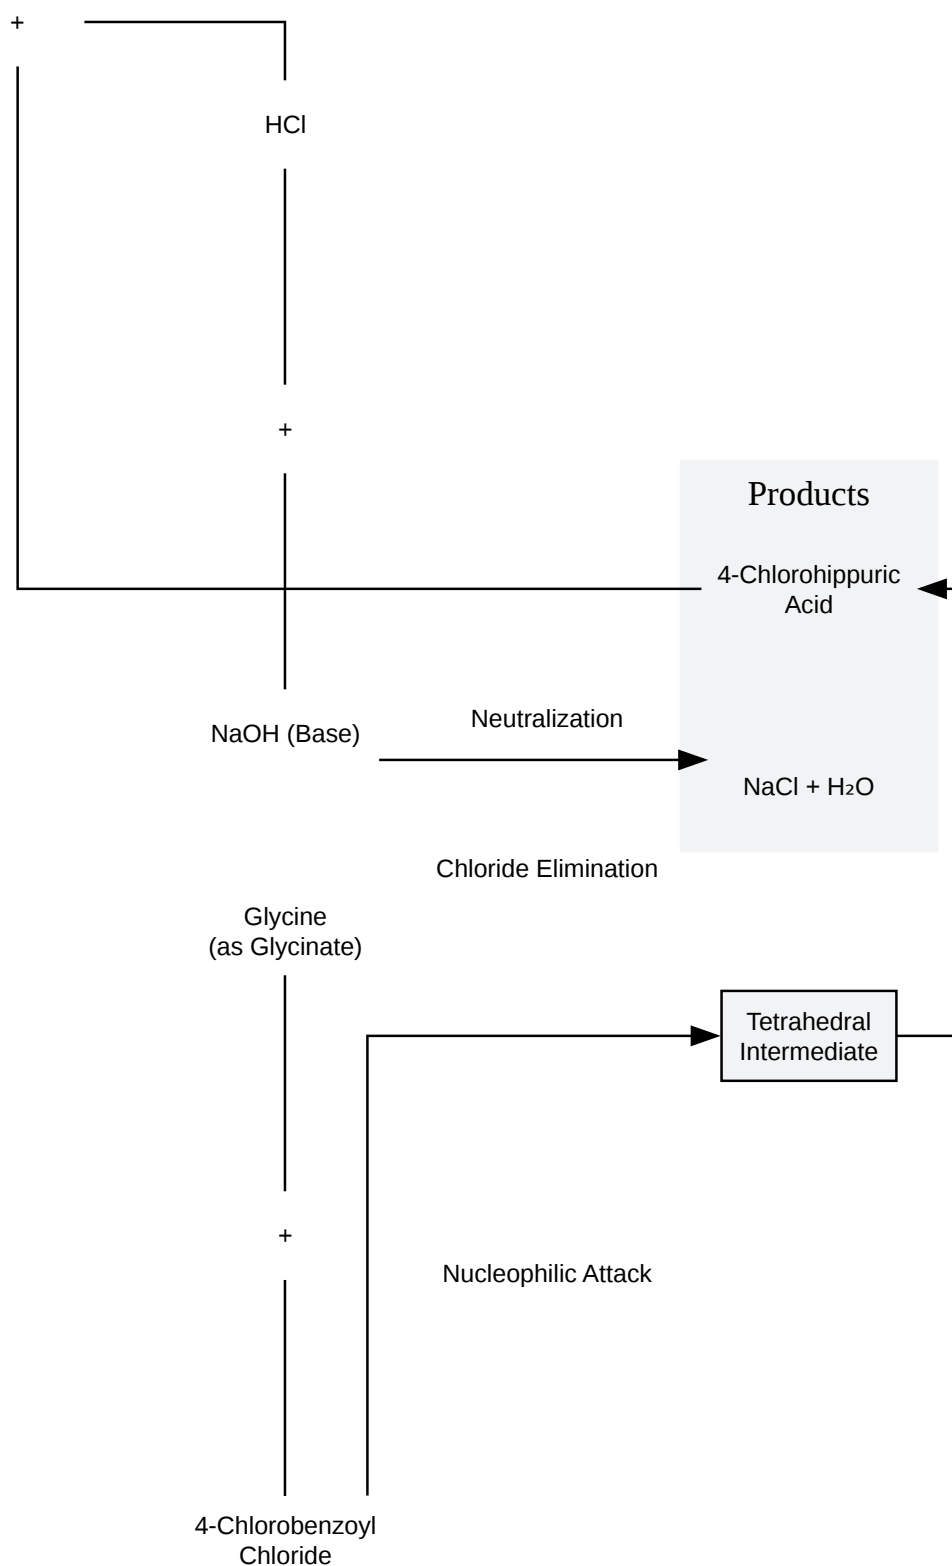 +
HCl
+
Products
4-Chlorohippuric
Acid
Neutralization
NaOH (Base)
NaCl + H₂O
Chloride Elimination
Glycine
(as Glycinate)
Tetrahedral
Intermediate
+
Nucleophilic Attack
4-Chlorobenzoyl
Chloride